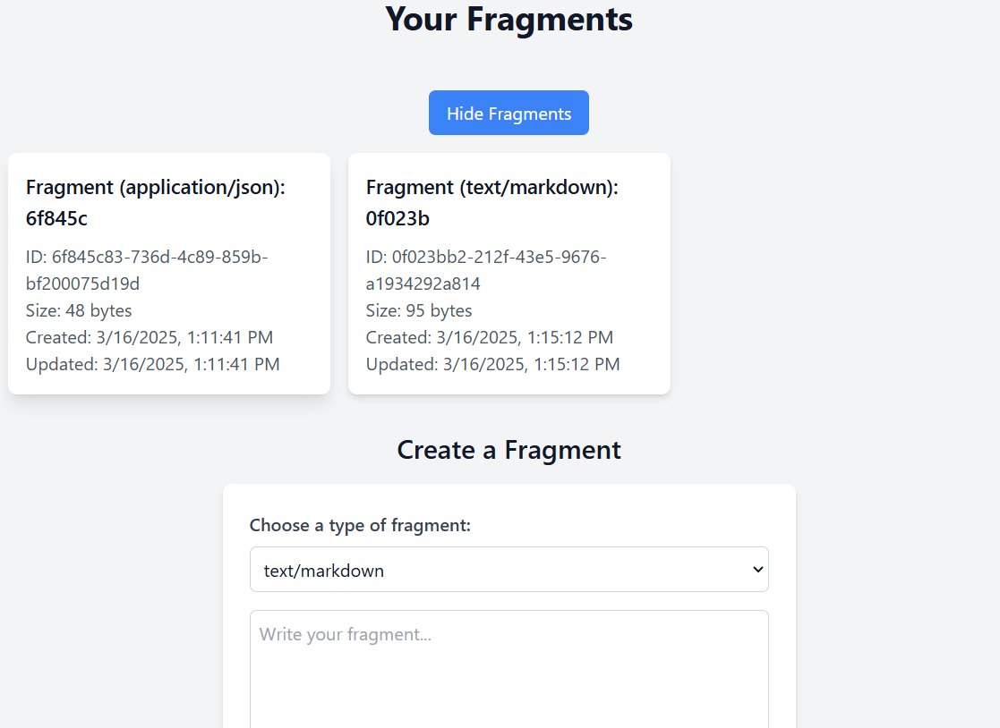 Your Fragments
Hide Fragments
Fragment (application/json):
6f845c
ID: 6f845c83-736d-4c89-859b-
bf200075d19d
Size: 48 bytes
Created: 3/16/2025, 1:11:41 PM
Updated: 3/16/2025, 1:11:41 PM
Fragment (text/markdown):
0f023b
ID: 0f023bb2-212f-43e5-9676-
a1934292a814
Size: 95 bytes
Created: 3/16/2025, 1:15:12 PM
Updated: 3/16/2025, 1:15:12 PM
Create a Fragment
Choose a type of fragment:
text/markdown
Write your fragment...